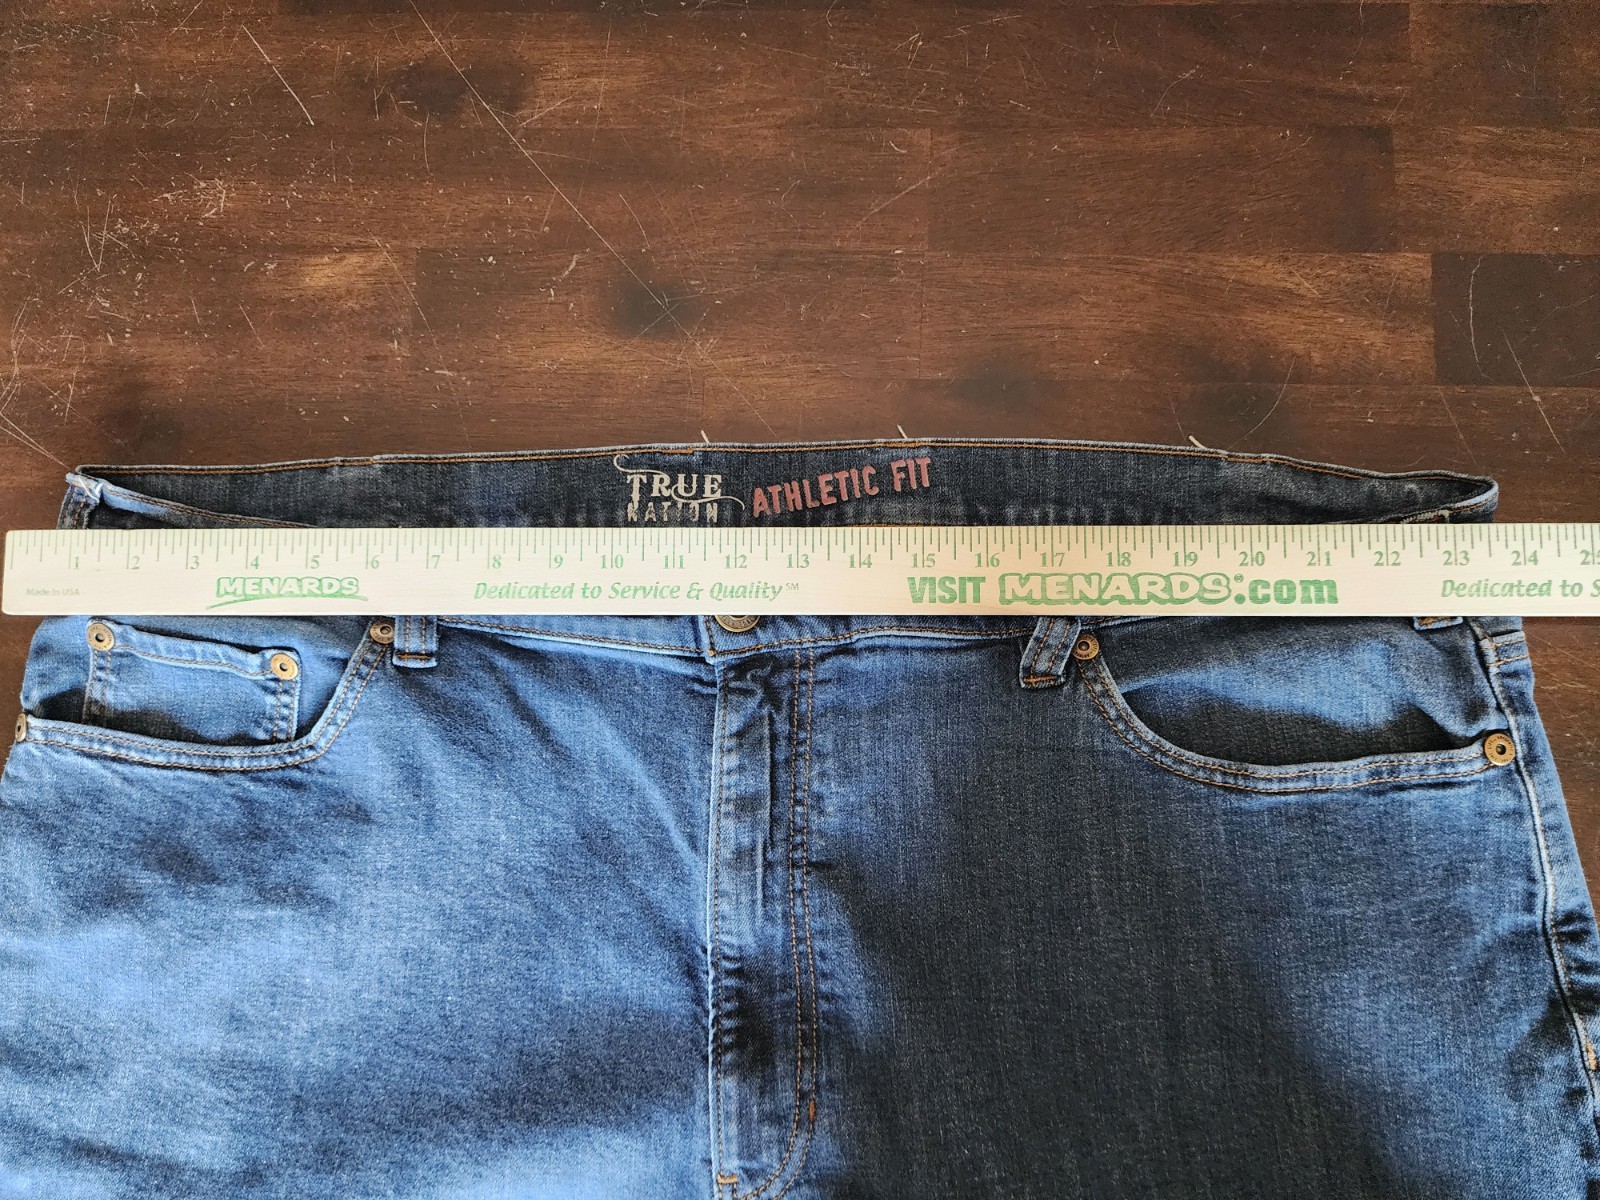 TRUE
NATION
ATHLETIC FIT
1 2 3 4 5 6 7 8 9 10 11 12 13 14 15 16 17 18 19 20 21 22 23 24
Made in USA
MENARDS
Dedicated to Service & Quality℠
VISIT MENARDS.com
Dedicated to S